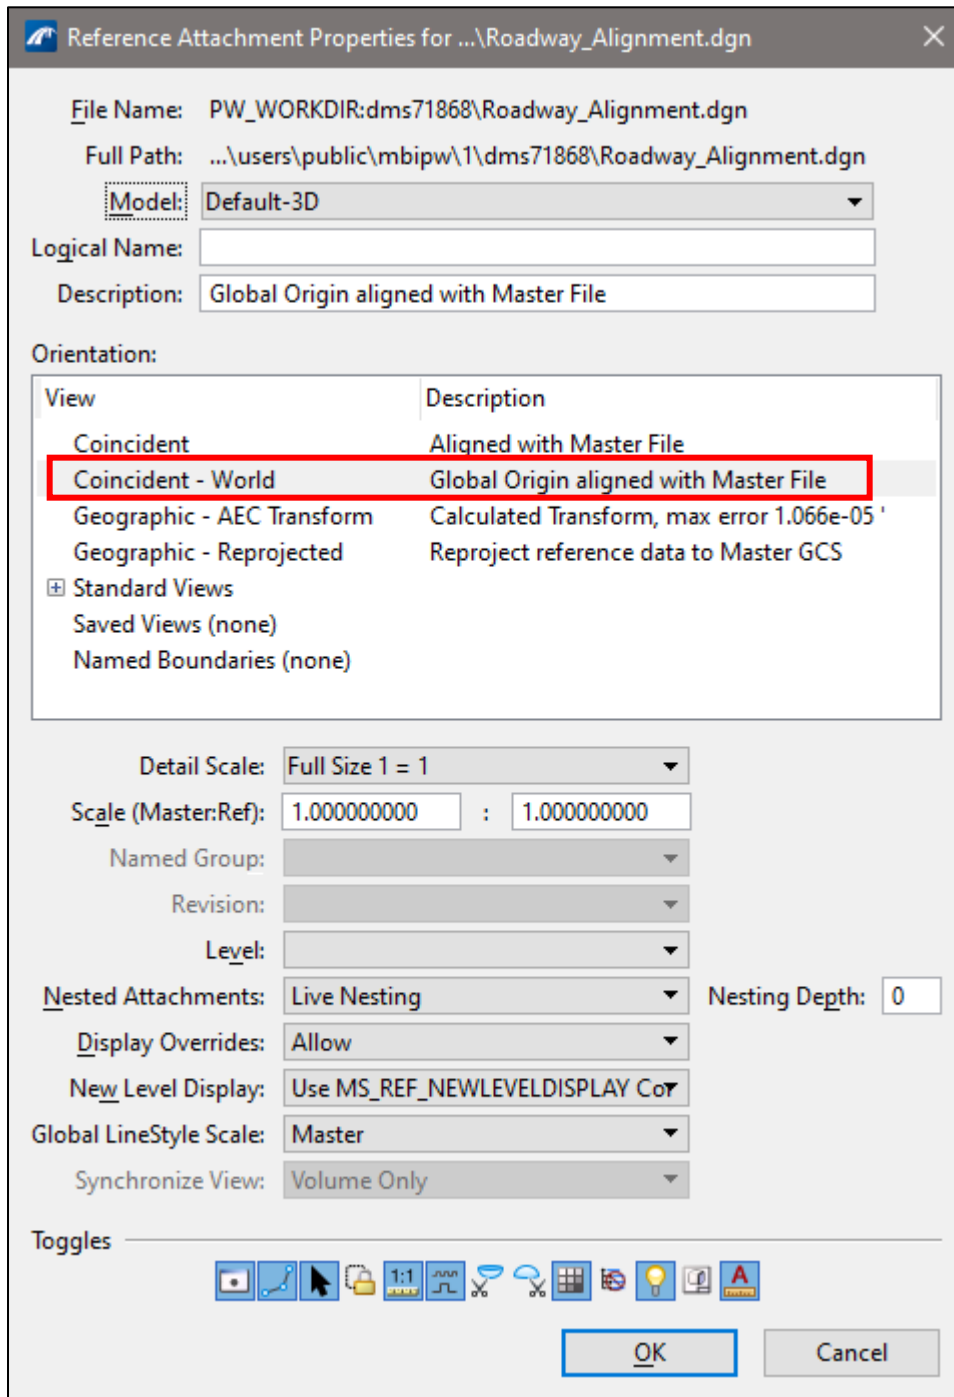 Reference Attachment Properties for ...\Roadway_Alignment.dgn
File Name: PW_WORKDIR:dms71868\Roadway_Alignment.dgn
Full Path: ...\users\public\mbipw\1\dms71868\Roadway_Alignment.dgn
Model: Default-3D
Logical Name:
Description: Global Origin aligned with Master File
Orientation:
View Description
Coincident Aligned with Master File
Coincident - World Global Origin aligned with Master File
Geographic - AEC Transform Calculated Transform, max error 1.066e-05 '
Geographic - Reprojected Reproject reference data to Master GCS
Standard Views
Saved Views (none)
Named Boundaries (none)
Detail Scale: Full Size 1 = 1
Scale (Master:Ref): 1.000000000 : 1.000000000
Named Group:
Revision:
Level:
Nested Attachments: Live Nesting Nesting Depth: 0
Display Overrides: Allow
New Level Display: Use MS_REF_NEWLEVELDISPLAY Cor
Global LineStyle Scale: Master
Synchronize View: Volume Only
Toggles
1:1 A
OK Cancel